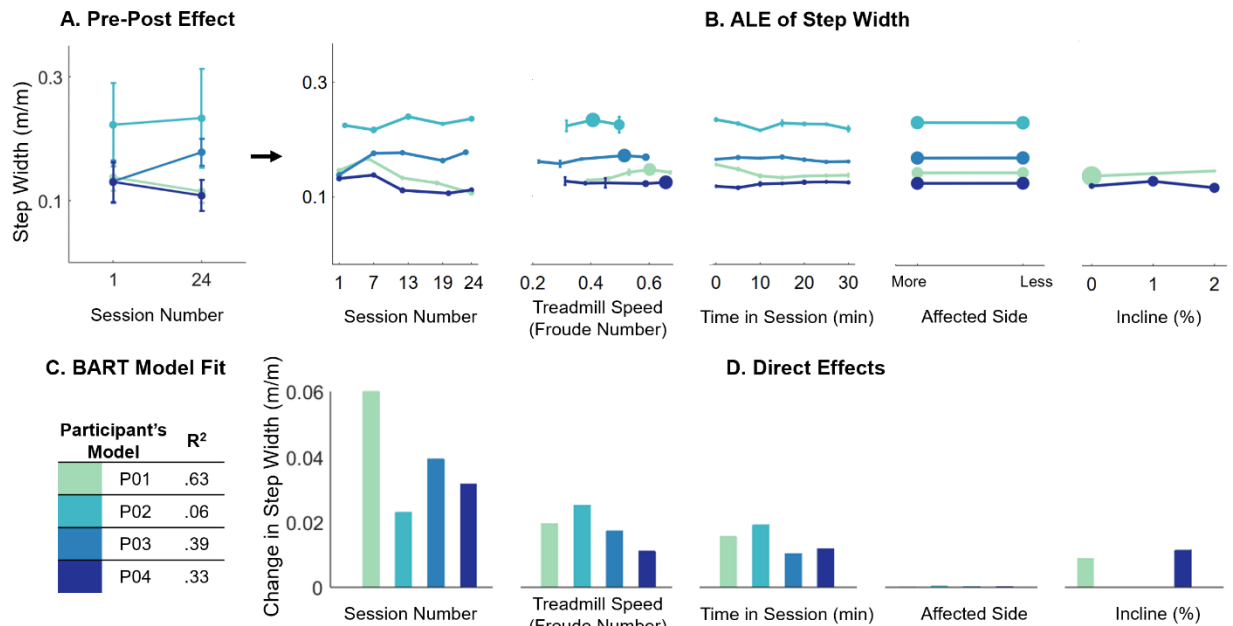 A. Pre-Post Effect
B. ALE of Step Width
Step Width (m/m)
0.3
0.1
1 24
Session Number
0.3
0.1
1 7 13 19 24
Session Number
0.2 0.4 0.6
Treadmill Speed
(Froude Number)
0 10 20 30
Time in Session (min)
More Less
Affected Side
0 1 2
Incline (%)
C. BART Model Fit
Participant's
Model
R²
P01 .63
P02 .06
P03 .39
P04 .33
D. Direct Effects
Change in Step Width (m/m)
0.06
0.04
0.02
0
Session Number
Treadmill Speed
(Froude Number)
Time in Session (min)
Affected Side
Incline (%)